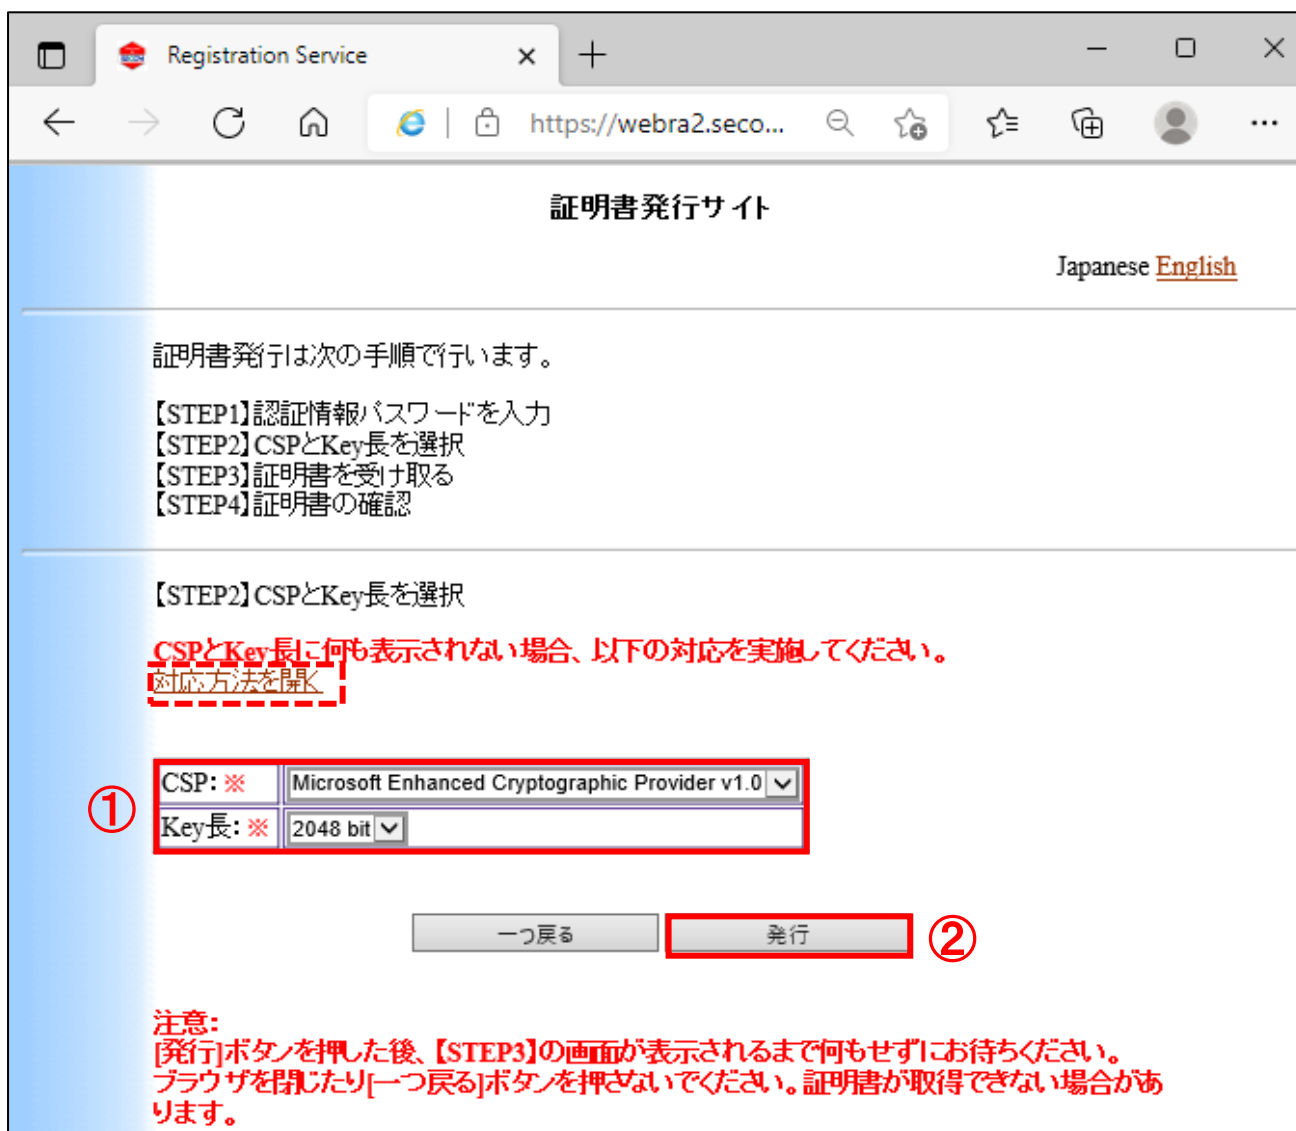 Registration Service
https://webra2.seco...
証明書発行サイト
Japanese English
証明書発行は次の手順で行います。
【STEP1】認証情報パスワードを入力
【STEP2】CSPとKey長を選択
【STEP3】証明書を受け取る
【STEP4】証明書の確認
【STEP2】CSPとKey長を選択
CSPとKey長に何も表示されない場合、以下の対応を実施してください。
対応方法を開く
① CSP:※ Microsoft Enhanced Cryptographic Provider v1.0
Key長:※ 2048 bit
一つ戻る 発行 ②
注意:
[発行]ボタンを押した後、【STEP3】の画面が表示されるまで何もせずにお待ちください。
ブラウザを閉じたり[一つ戻る]ボタンを押さないでください。証明書が取得できない場合があ
ります。